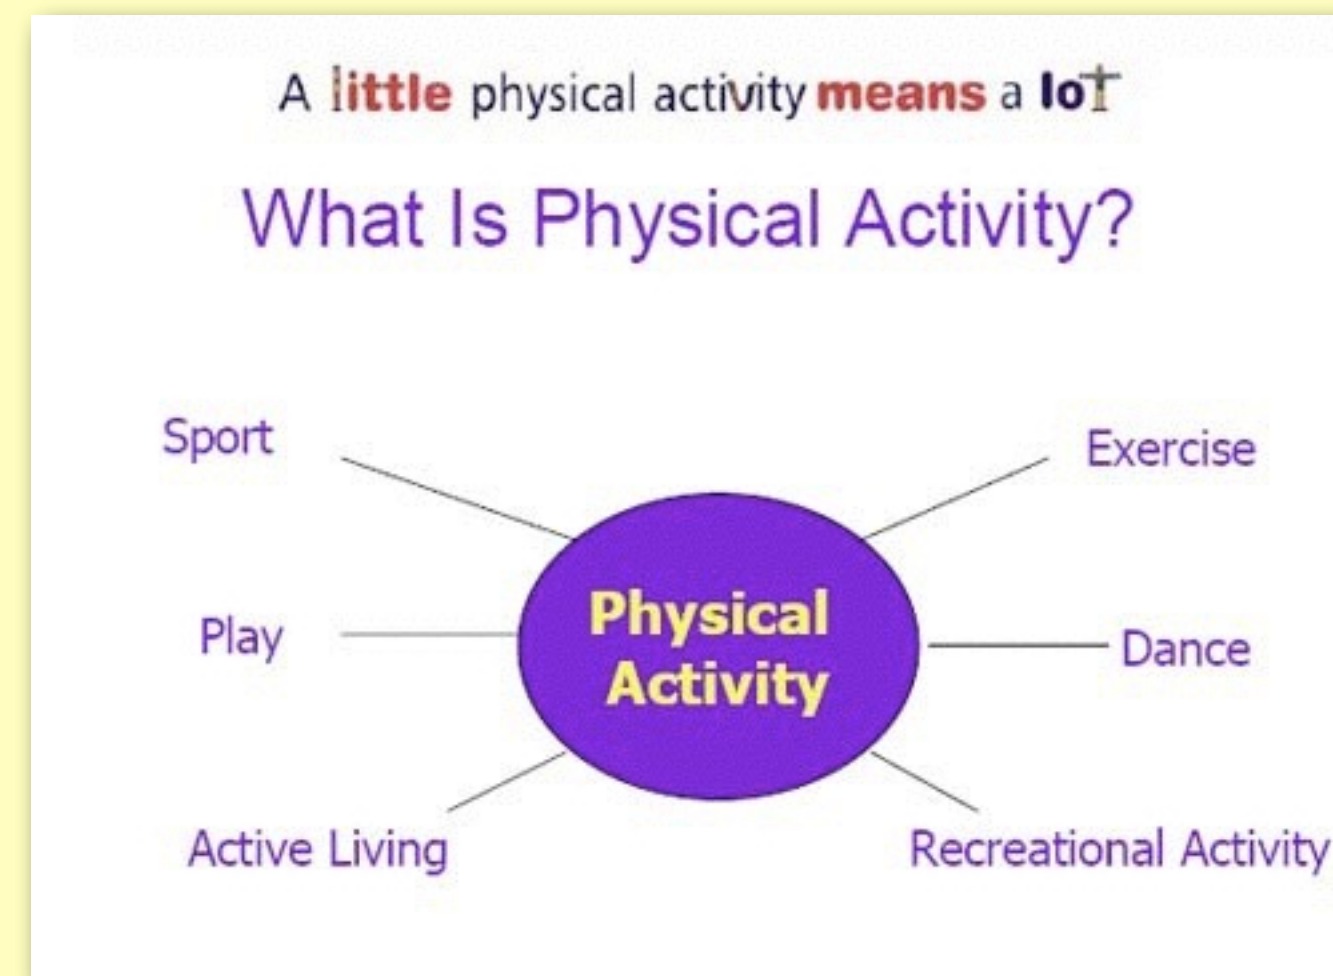 A little physical activity means a lot
What Is Physical Activity?
Sport
Exercise
Physical
Activity
Play
Dance
Active Living
Recreational Activity